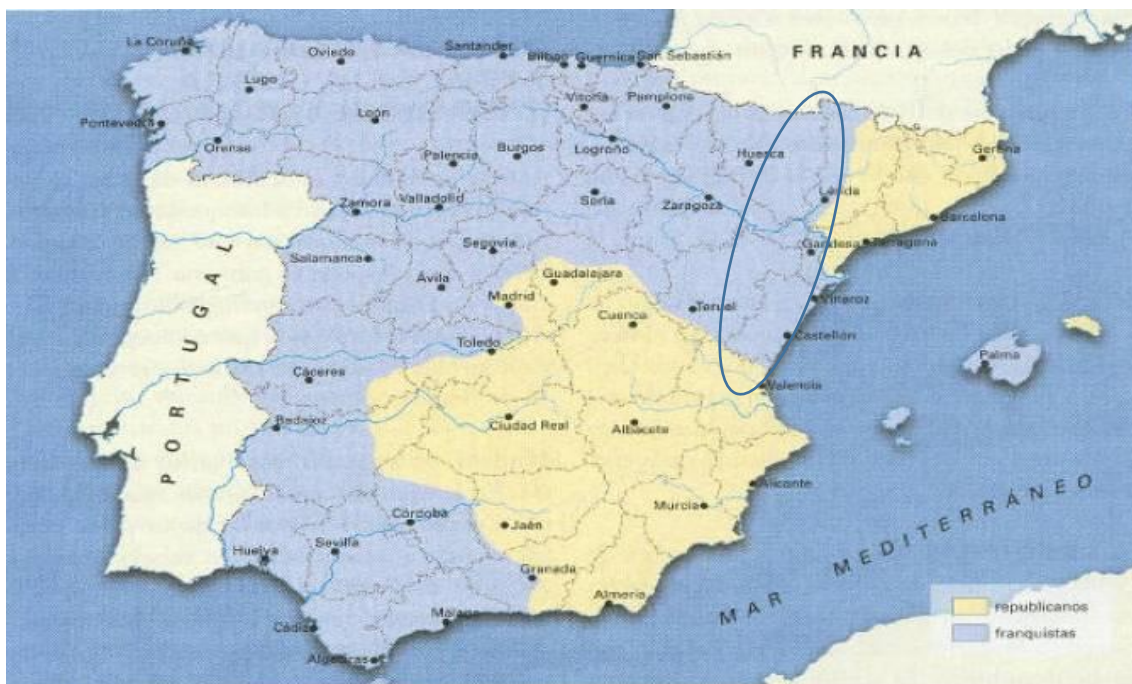 La Coruña
Oviedo
Santander
Bilbao
Guernica
San Sebastián
FRANCIA
Lugo
León
Vitoria
Pamplona
Pontevedra
Orense
Palencia
Burgos
Logroño
Huesca
Gerona
Zamora
Valladolid
Soria
Zaragoza
Lérida
Barcelona
Salamanca
Segovia
Gandesa
Tarragona
Ávila
Guadalajara
Madrid
Teruel
Vinaroz
Cuenca
Castellón
Toledo
Palma
PORTUGAL
Cáceres
Valencia
Badajoz
Ciudad Real
Albacete
Alicante
Murcia
Córdoba
Jaén
Huelva
Sevilla
Granada
Almería
MAR MEDITERRÁNEO
Cádiz
Málaga
Algeciras
republicanos
franquistas